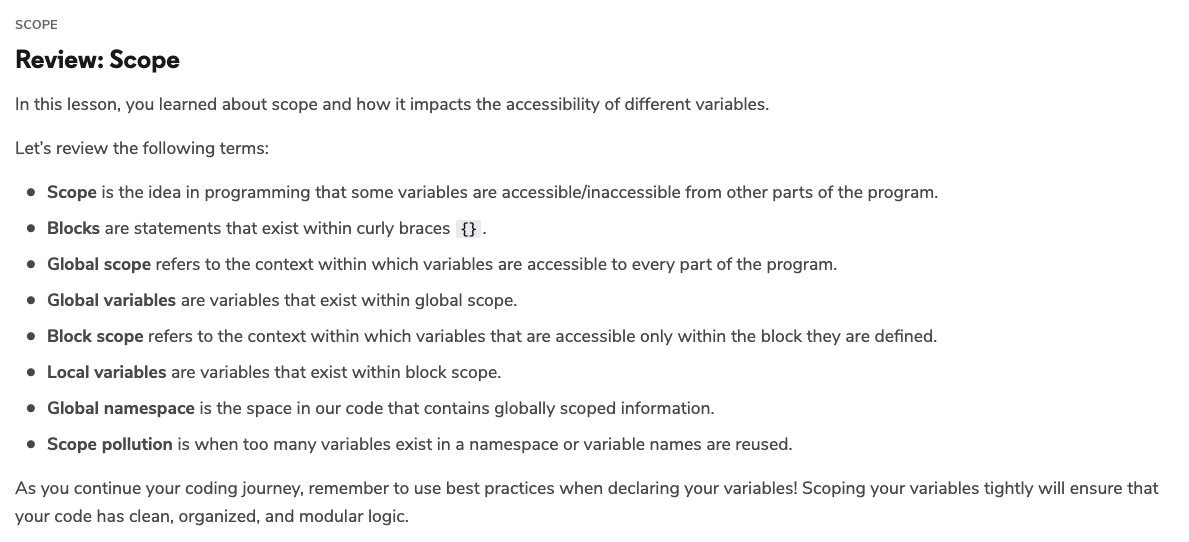 SCOPE
Review: Scope
In this lesson, you learned about scope and how it impacts the accessibility of different variables.
Let’s review the following terms:
• Scope is the idea in programming that some variables are accessible/inaccessible from other parts of the program.
• Blocks are statements that exist within curly braces {}.
• Global scope refers to the context within which variables are accessible to every part of the program.
• Global variables are variables that exist within global scope.
• Block scope refers to the context within which variables that are accessible only within the block they are defined.
• Local variables are variables that exist within block scope.
• Global namespace is the space in our code that contains globally scoped information.
• Scope pollution is when too many variables exist in a namespace or variable names are reused.
As you continue your coding journey, remember to use best practices when declaring your variables! Scoping your variables tightly will ensure that
your code has clean, organized, and modular logic.